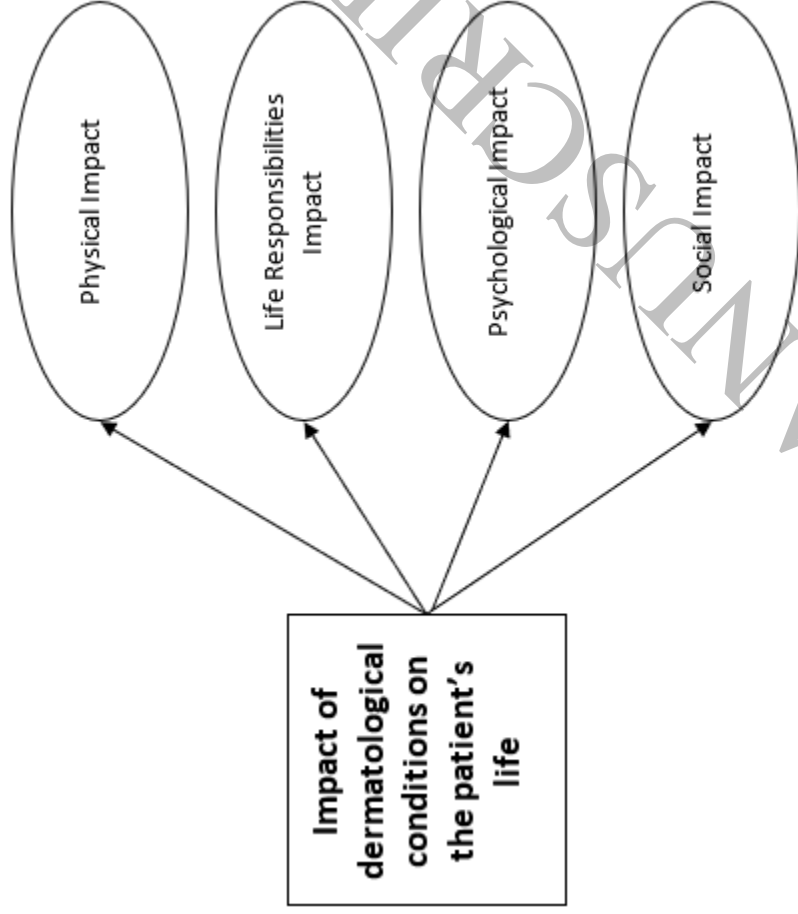 Impact of
dermatological
conditions on
the patient's
life
Physical Impact
Life Responsibilities
Impact
Psychological Impact
Social Impact